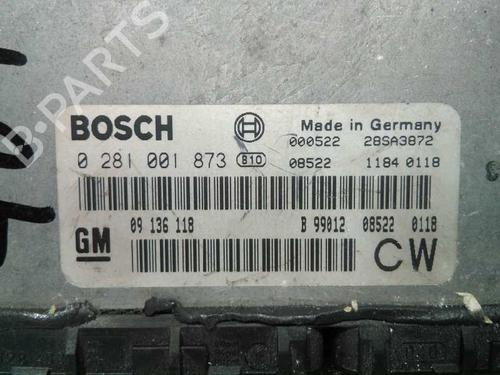 B-PARTS
BOSCH
Made in Germany
000522 28SA3872
0 281 001 873 B10 08522 1184 0118
GM 09 136 118 B 99012 08522 0118
CW